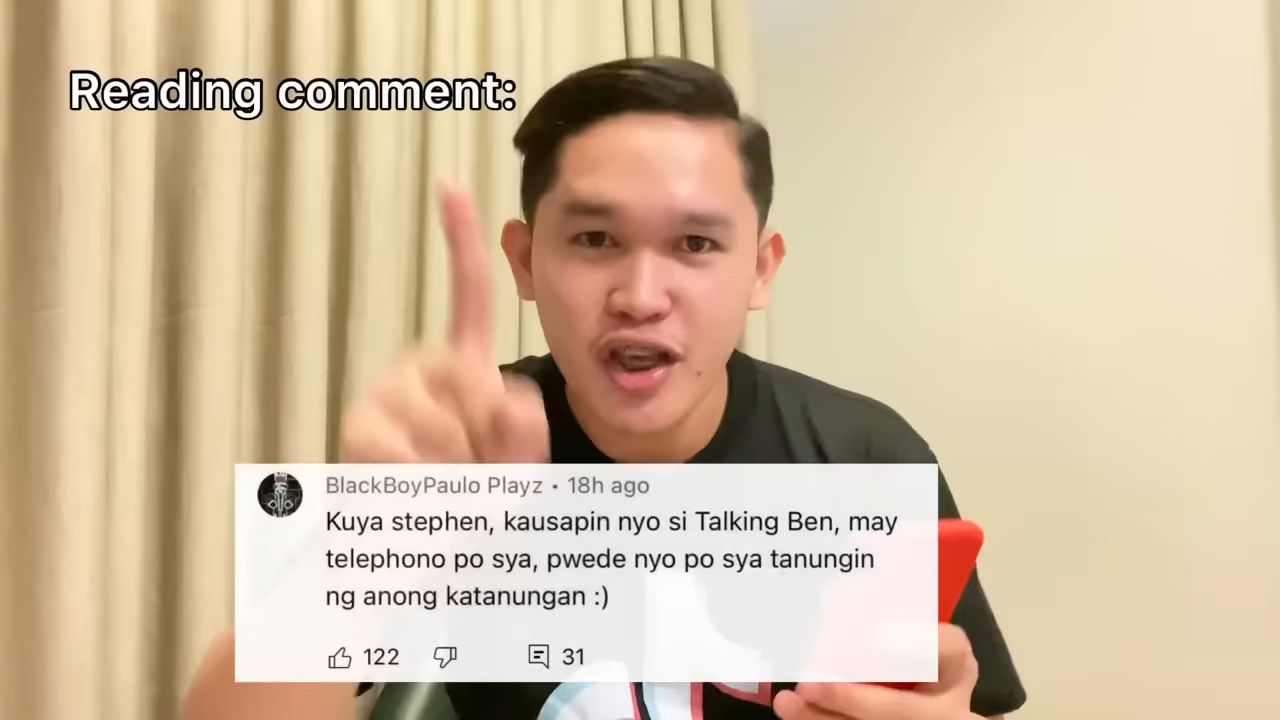 Reading comment:
BlackBoyPaulo Playz • 18h ago
Kuya stephen, kausapin nyo si Talking Ben, may
telephono po sya, pwede nyo po sya tanungin
ng anong katanungan :)
122
31